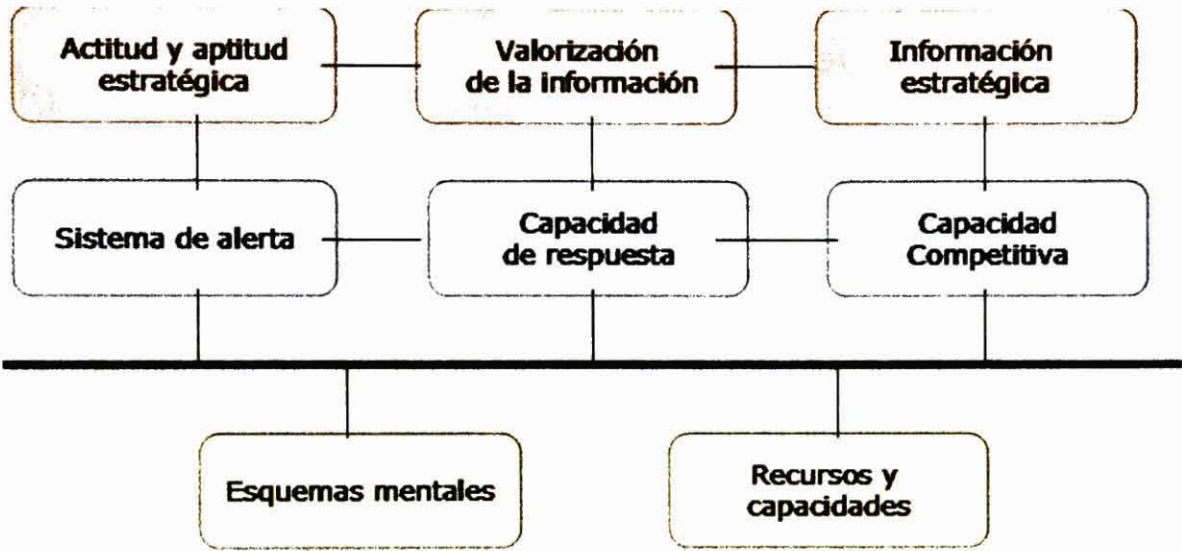 Actitud y aptitud
estratégica
Valorización
de la información
Información
estratégica
Sistema de alerta
Capacidad
de respuesta
Capacidad
Competitiva
Esquemas mentales
Recursos y
capacidades